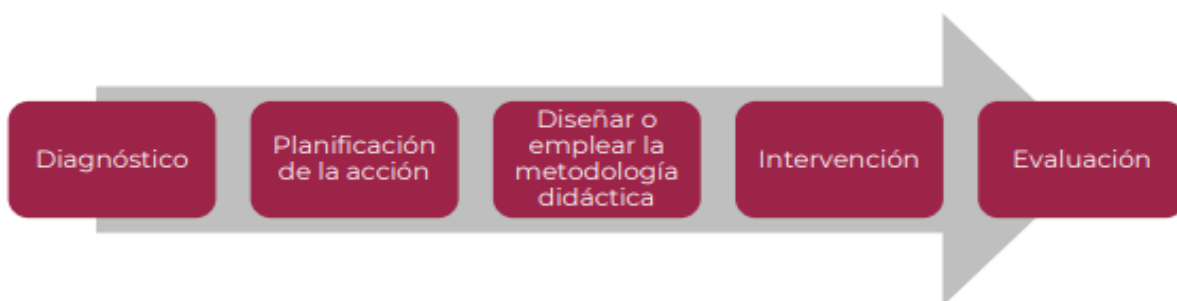 Diagnóstico
Planificación
de la acción
Diseñar o
emplear la
metodología
didáctica
Intervención
Evaluación